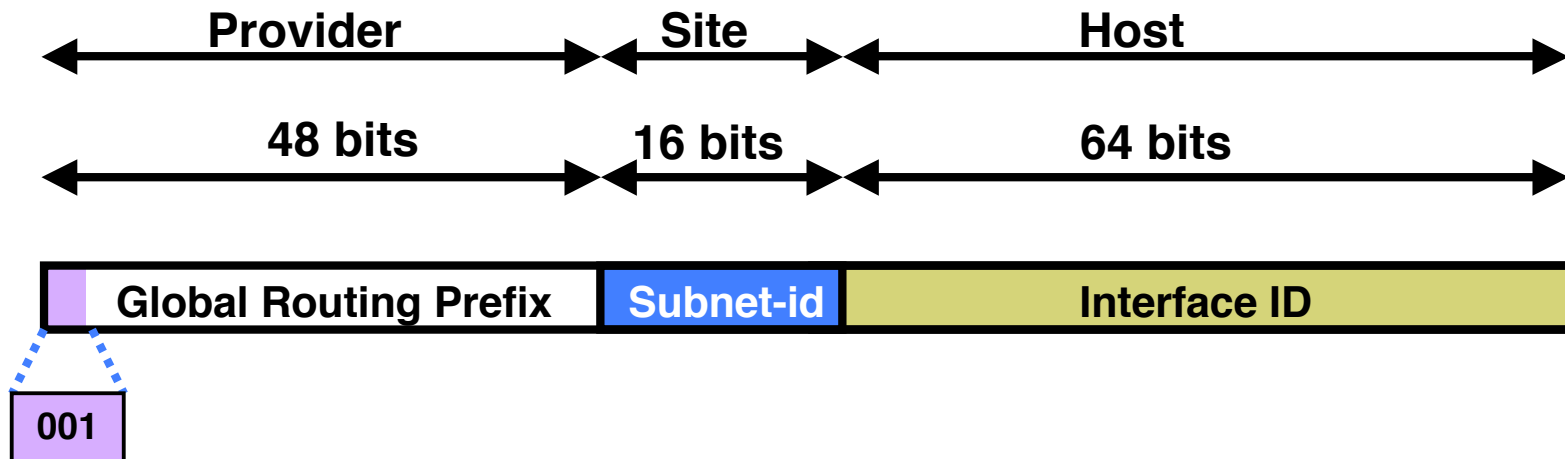 Provider Site Host
48 bits 16 bits 64 bits
Global Routing Prefix Subnet-id Interface ID
001